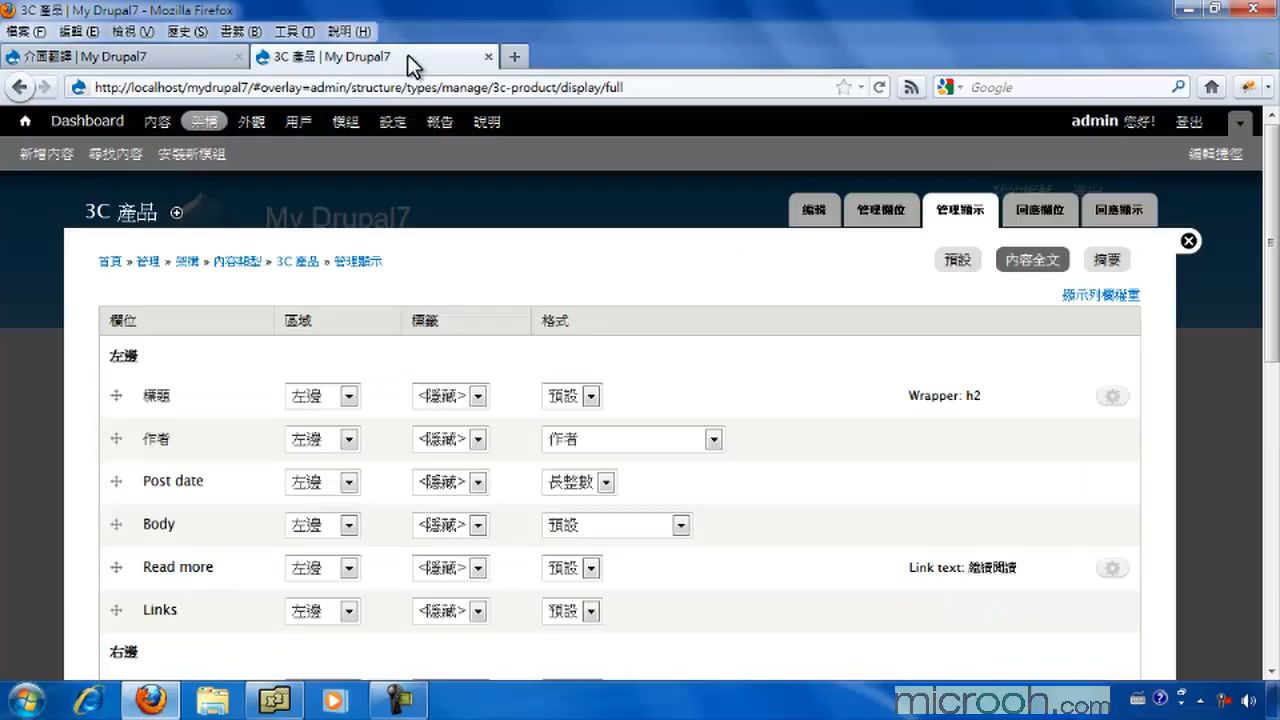 3C 產品 | My Drupal7 - Mozilla Firefox
檔案(F) 編輯(E) 檢視(V) 歷史(S) 書籤(B) 工具(T) 說明(H)
介面翻譯 | My Drupal7
3C 產品 | My Drupal7
http://localhost/mydrupal7/#overlay=admin/structure/types/manage/3c-product/display/full
Google
Dashboard 內容 架構 外觀 用戶 模組 設定 報告 說明
admin 您好! 登出
新增內容 尋找內容 安裝新模組
編輯捷徑
3C 產品
My Drupal7
編輯 管理欄位 管理顯示 回應欄位 回應顯示
首頁 » 管理 » 架構 » 內容類型 » 3C 產品 » 管理顯示
預設 內容全文 摘要
顯示列欄權重
欄位 區域 標籤 格式
左邊
標題 左邊 <隱藏> 預設 Wrapper: h2
作者 左邊 <隱藏> 作者
Post date 左邊 <隱藏> 長整數
Body 左邊 <隱藏> 預設
Read more 左邊 <隱藏> 預設 Link text: 繼續閱讀
Links 左邊 <隱藏> 預設
右邊
microoh.com